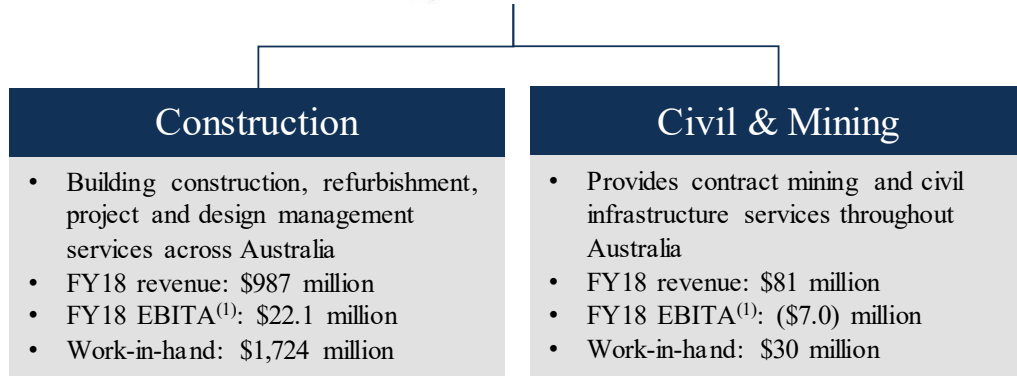 Construction
• Building construction, refurbishment,
project and design management
services across Australia
• FY18 revenue: $987 million
• FY18 EBITA(1): $22.1 million
• Work-in-hand: $1,724 million
Civil & Mining
• Provides contract mining and civil
infrastructure services throughout
Australia
• FY18 revenue: $81 million
• FY18 EBITA(1): ($7.0) million
• Work-in-hand: $30 million